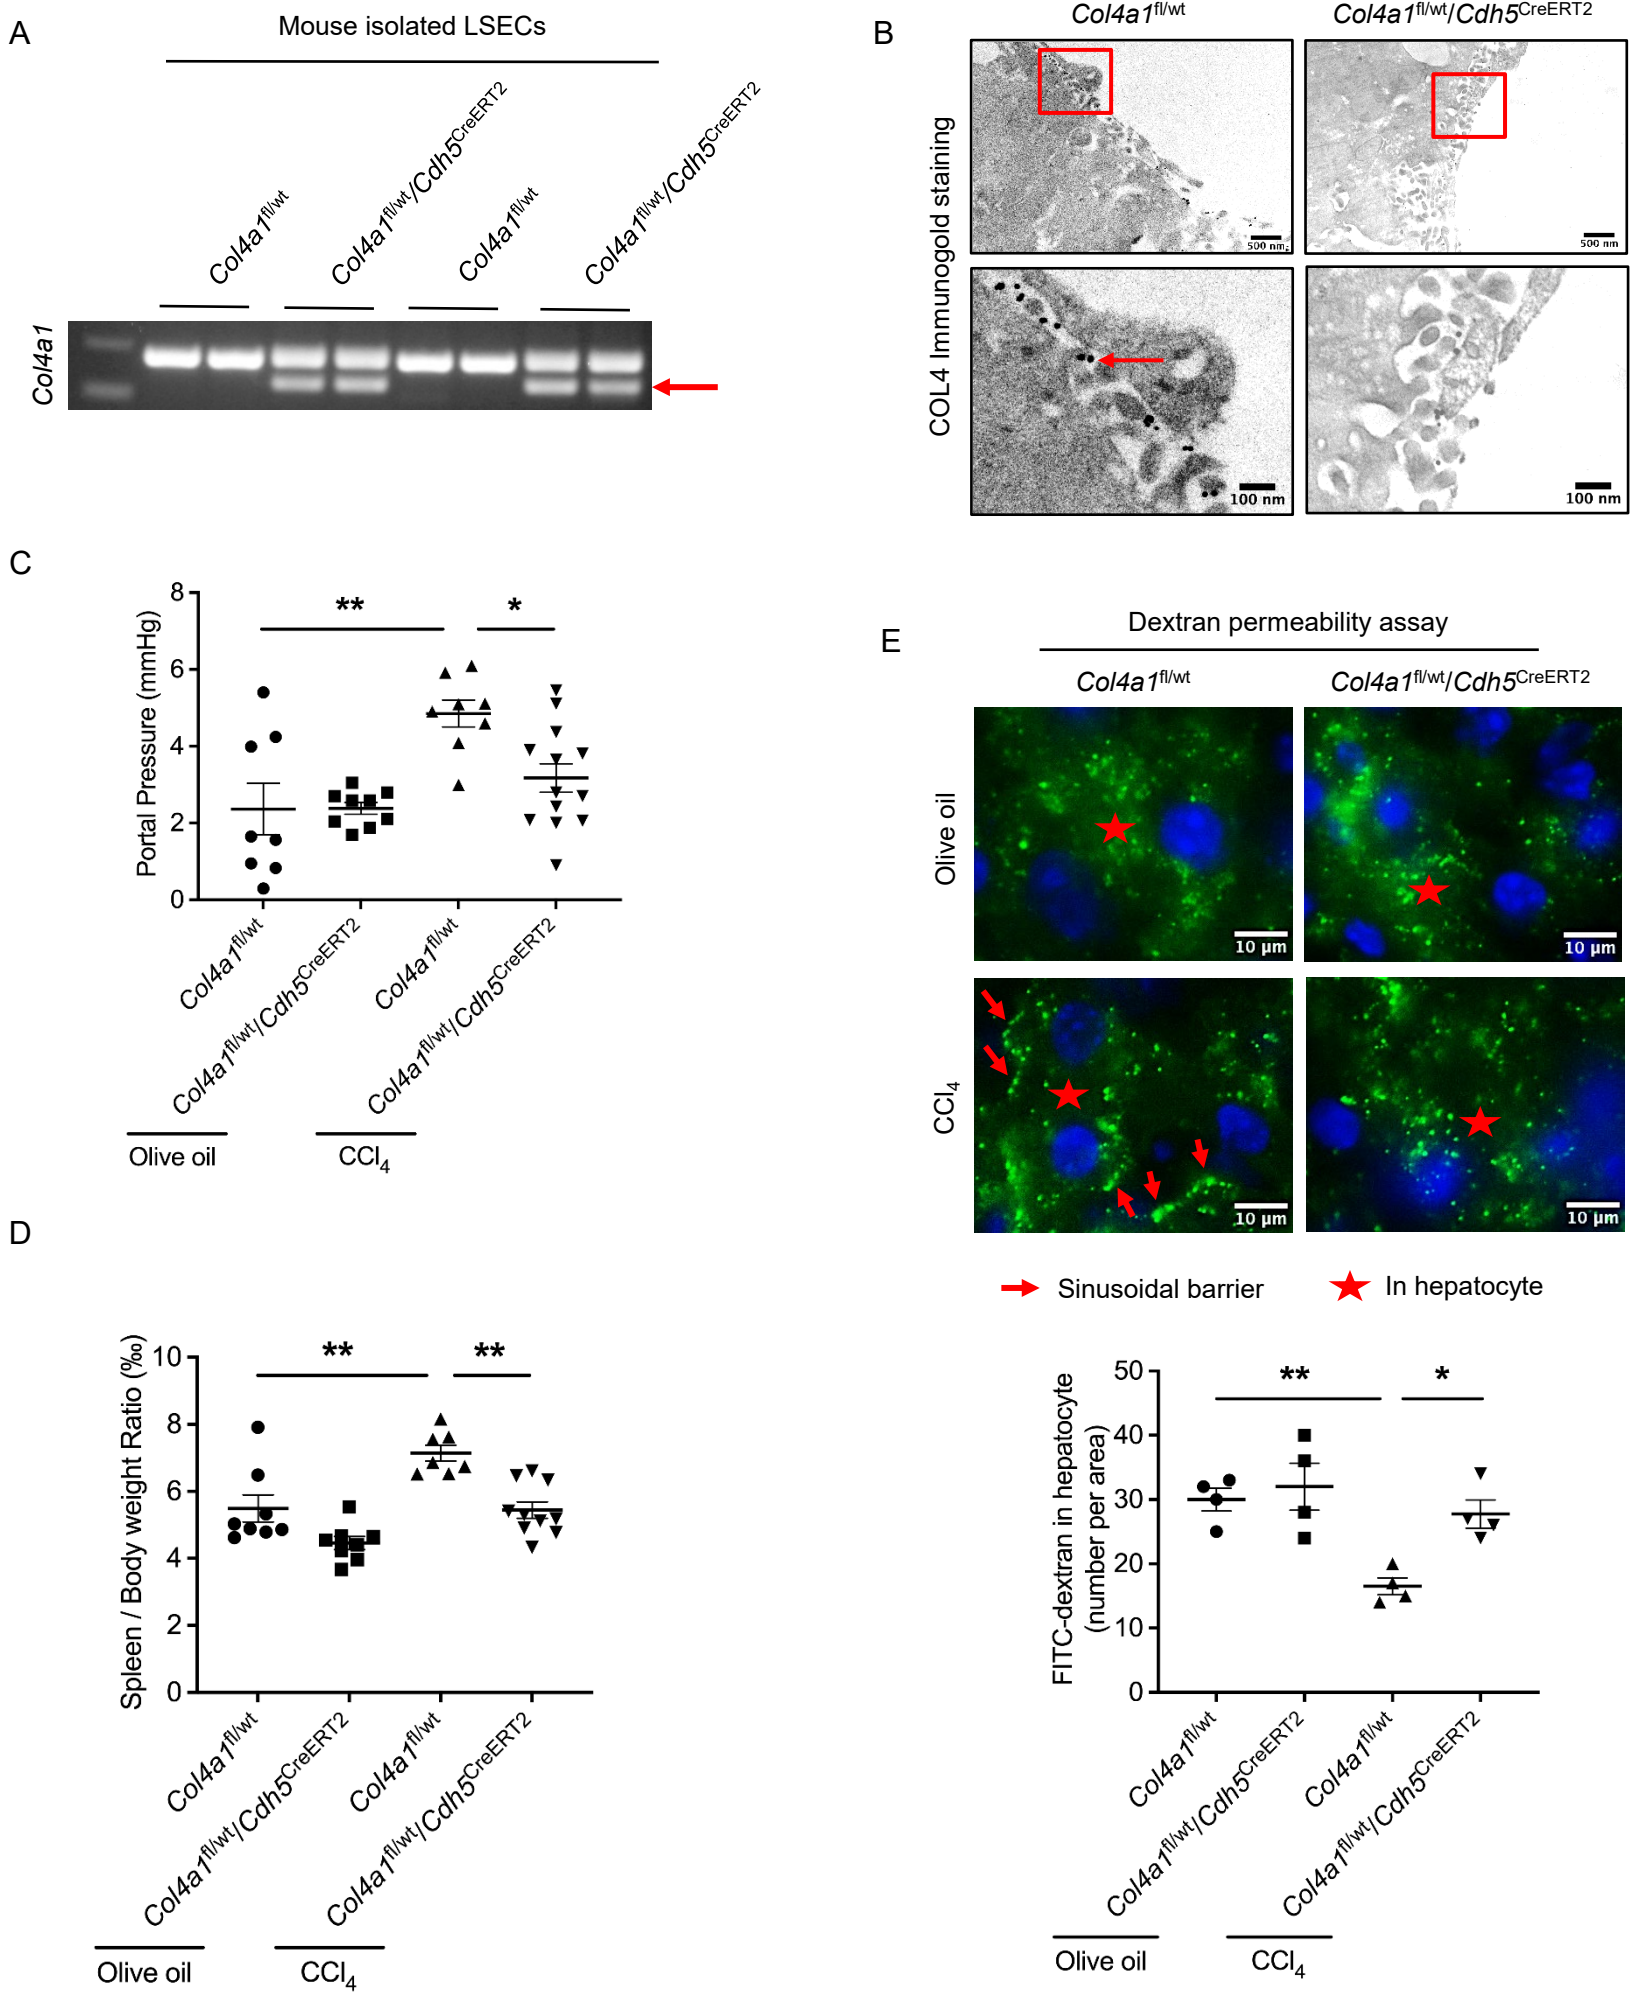 A
Mouse isolated LSECs
Col4a1fl/wt
Col4a1fl/wt/Cdh5CreERT2
Col4a1fl/wt
Col4a1fl/wt/Cdh5CreERT2
Col4a1
B
Col4a1fl/wt
Col4a1fl/wt/Cdh5CreERT2
COL4 Immunogold staining
500 nm
500 nm
100 nm
100 nm
C
Portal Pressure (mmHg)
8
6
4
2
0
**
*
Col4a1fl/wt
Col4a1fl/wt/Cdh5CreERT2
Col4a1fl/wt
Col4a1fl/wt/Cdh5CreERT2
Olive oil
CCl4
D
Spleen / Body weight Ratio (‰)
10
8
6
4
2
0
**
**
Col4a1fl/wt
Col4a1fl/wt/Cdh5CreERT2
Col4a1fl/wt
Col4a1fl/wt/Cdh5CreERT2
Olive oil
CCl4
E
Dextran permeability assay
Col4a1fl/wt
Col4a1fl/wt/Cdh5CreERT2
Olive oil
10 µm
10 µm
CCl4
10 µm
10 µm
Sinusoidal barrier
In hepatocyte
FITC-dextran in hepatocyte
(number per area)
50
40
30
20
10
0
**
*
Col4a1fl/wt
Col4a1fl/wt/Cdh5CreERT2
Col4a1fl/wt
Col4a1fl/wt/Cdh5CreERT2
Olive oil
CCl4